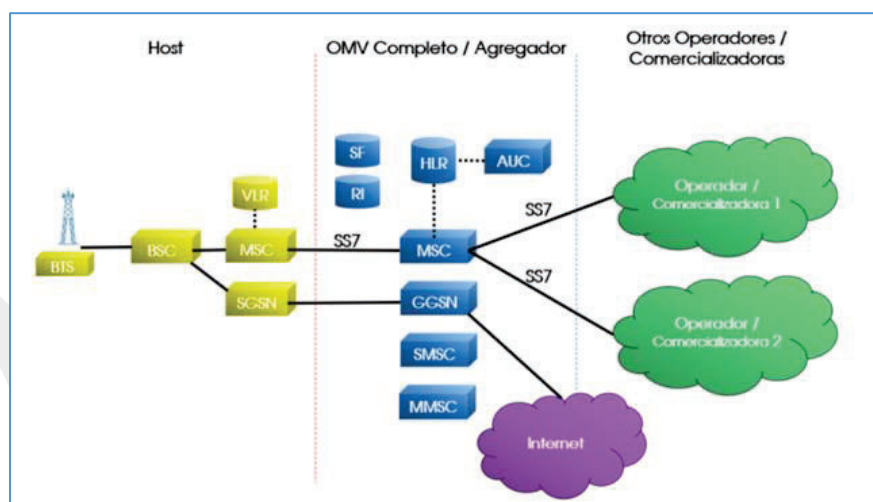 Host
OMV Completo / Agregador
Otros Operadores /
Comercializadoras
SF
RI
HLR
AUC
VLR
BTS
BSC
MSC
SS7
MSC
SS7
SS7
Operador /
Comercializadora 1
SGSN
GGSN
SMSC
MMSC
Operador /
Comercializadora 2
Internet